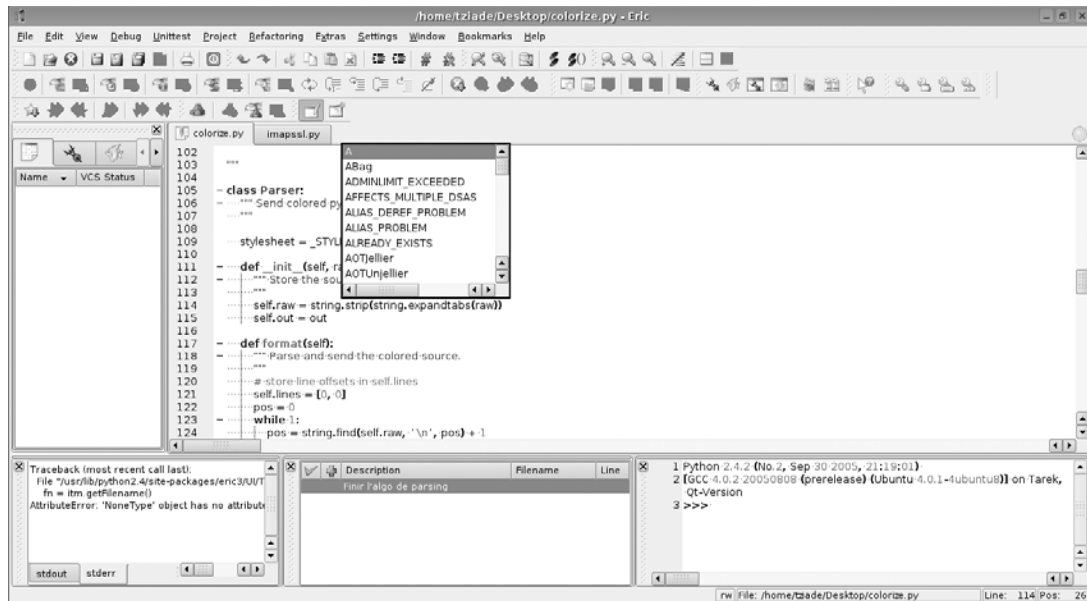 /home/tziade/Desktop/colorize.py - Eric
File Edit View Debug Unittest Project Refactoring Extras Settings Window Bookmarks Help
colorize.py imapssl.py
Name VCS Status
102
103 """
104
105 class Parser:
106 """ Send colored py
107 """
108
109 stylesheet = _STYL
110
111 def __init__(self, ra
112 """ Store the sou
113 """
114 self.raw = string.strip(string.expandtabs(raw))
115 self.out = out
116
117 def format(self):
118 """ Parse and send the colored source.
119 """
120 # store line offsets in self.lines
121 self.lines = [0, 0]
122 pos = 0
123 while 1:
124 pos = string.find(self.raw, '\n', pos) + 1
A
ABag
ADMINLIMIT_EXCEEDED
AFFECTS_MULTIPLE_DSAS
ALIAS_DEREF_PROBLEM
ALIAS_PROBLEM
ALREADY_EXISTS
AOTJellier
AOTUnjellier
Traceback (most recent call last):
File "/usr/lib/python2.4/site-packages/eric3/UI/T
fn = itm.getFilename()
AttributeError: 'NoneType' object has no attribute
stdout stderr
Description Filename Line
Finir l'algo de parsing
1 Python 2.4.2 (No.2, Sep 30 2005, 21:19:01)
2 [GCC 4.0.2 20050808 (prerelease) (Ubuntu 4.0.1-4ubuntu8)] on Tarek,
Qt-Version
3 >>>
rw File: /home/tziade/Desktop/colorize.py Line: 114 Pos: 26